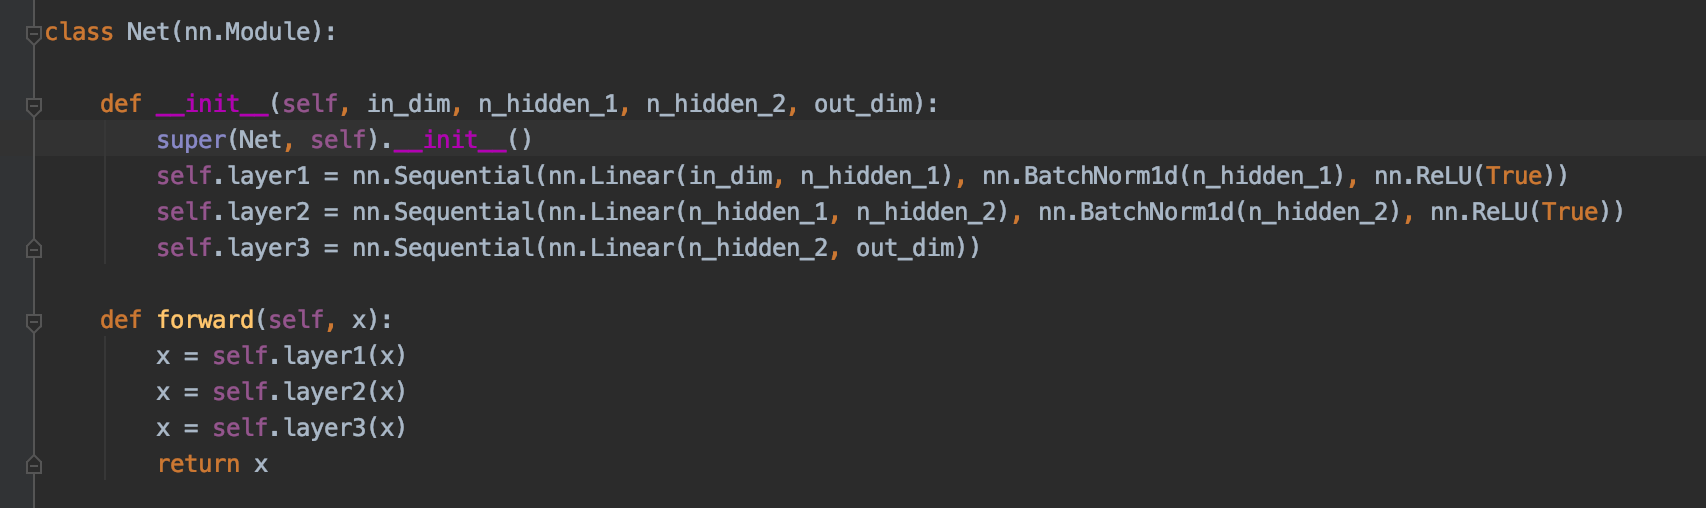 class Net(nn.Module):
    def __init__(self, in_dim, n_hidden_1, n_hidden_2, out_dim):
        super(Net, self).__init__()
        self.layer1 = nn.Sequential(nn.Linear(in_dim, n_hidden_1), nn.BatchNorm1d(n_hidden_1), nn.ReLU(True))
        self.layer2 = nn.Sequential(nn.Linear(n_hidden_1, n_hidden_2), nn.BatchNorm1d(n_hidden_2), nn.ReLU(True))
        self.layer3 = nn.Sequential(nn.Linear(n_hidden_2, out_dim))
    def forward(self, x):
        x = self.layer1(x)
        x = self.layer2(x)
        x = self.layer3(x)
        return x